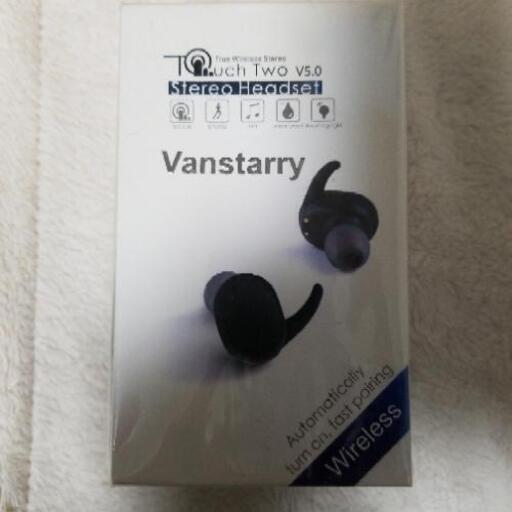 True Wireless Stereo
Touch Two V5.0
Stereo Headset
Vanstarry
Automatically
turn on, fast pairing
Wireless